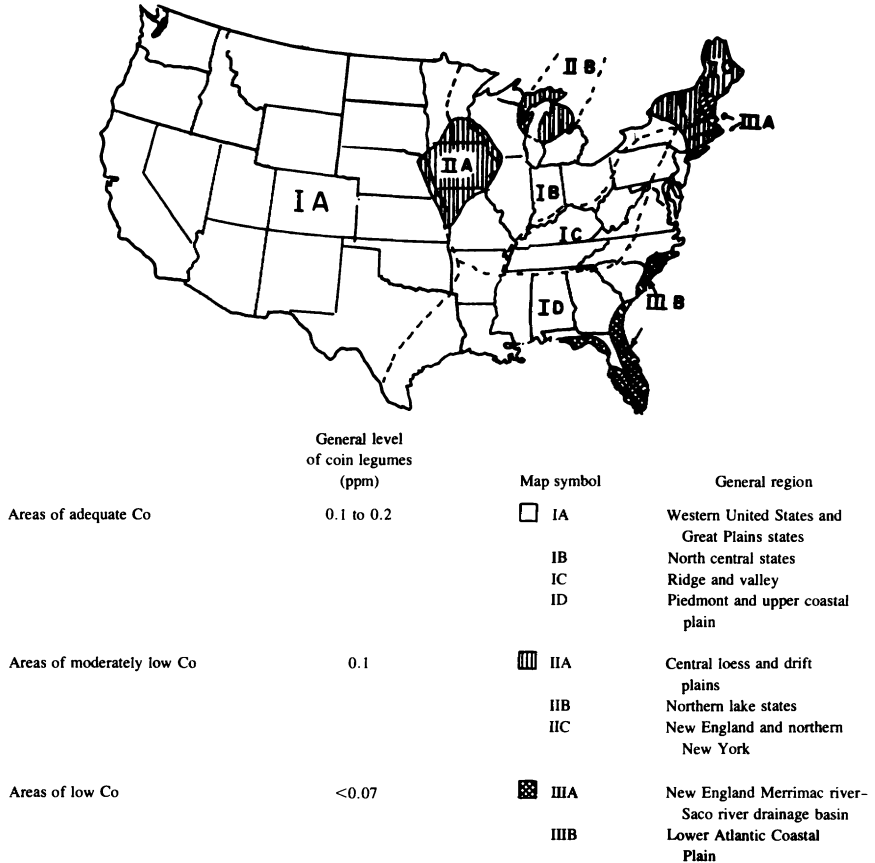 II B
II C
III A
II A
I A
I B
I C
I D
III B
General level
of coin legumes
(ppm) Map symbol General region
Areas of adequate Co 0.1 to 0.2 IA Western United States and
Great Plains states
IB North central states
IC Ridge and valley
ID Piedmont and upper coastal
plain
Areas of moderately low Co 0.1 IIA Central loess and drift
plains
IIB Northern lake states
IIC New England and northern
New York
Areas of low Co <0.07 IIIA New England Merrimac river–
Saco river drainage basin
IIIB Lower Atlantic Coastal
Plain